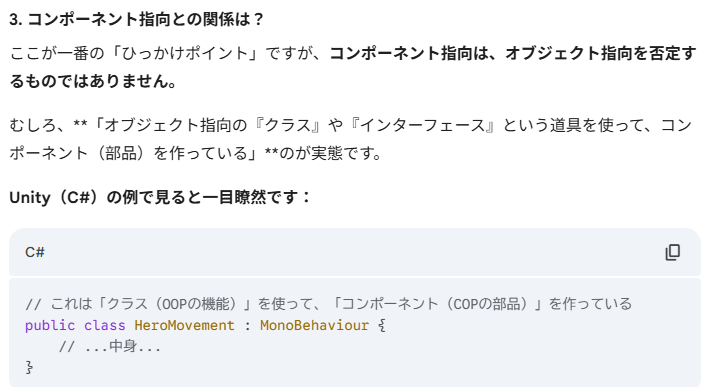 3. コンポーネント指向との関係は？
ここが一番の「ひっかけポイント」ですが、コンポーネント指向は、オブジェクト指向を否定す
るものではありません。
むしろ、**「オブジェクト指向の『クラス』や『インターフェース』という道具を使って、コン
ポーネント（部品）を作っている」**のが実態です。
Unity（C#）の例で見ると一目瞭然です：
C#
// これは「クラス（OOPの機能）」を使って、「コンポーネント（COPの部品）」を作っている
public class HeroMovement : MonoBehaviour {
    // ...中身...
}